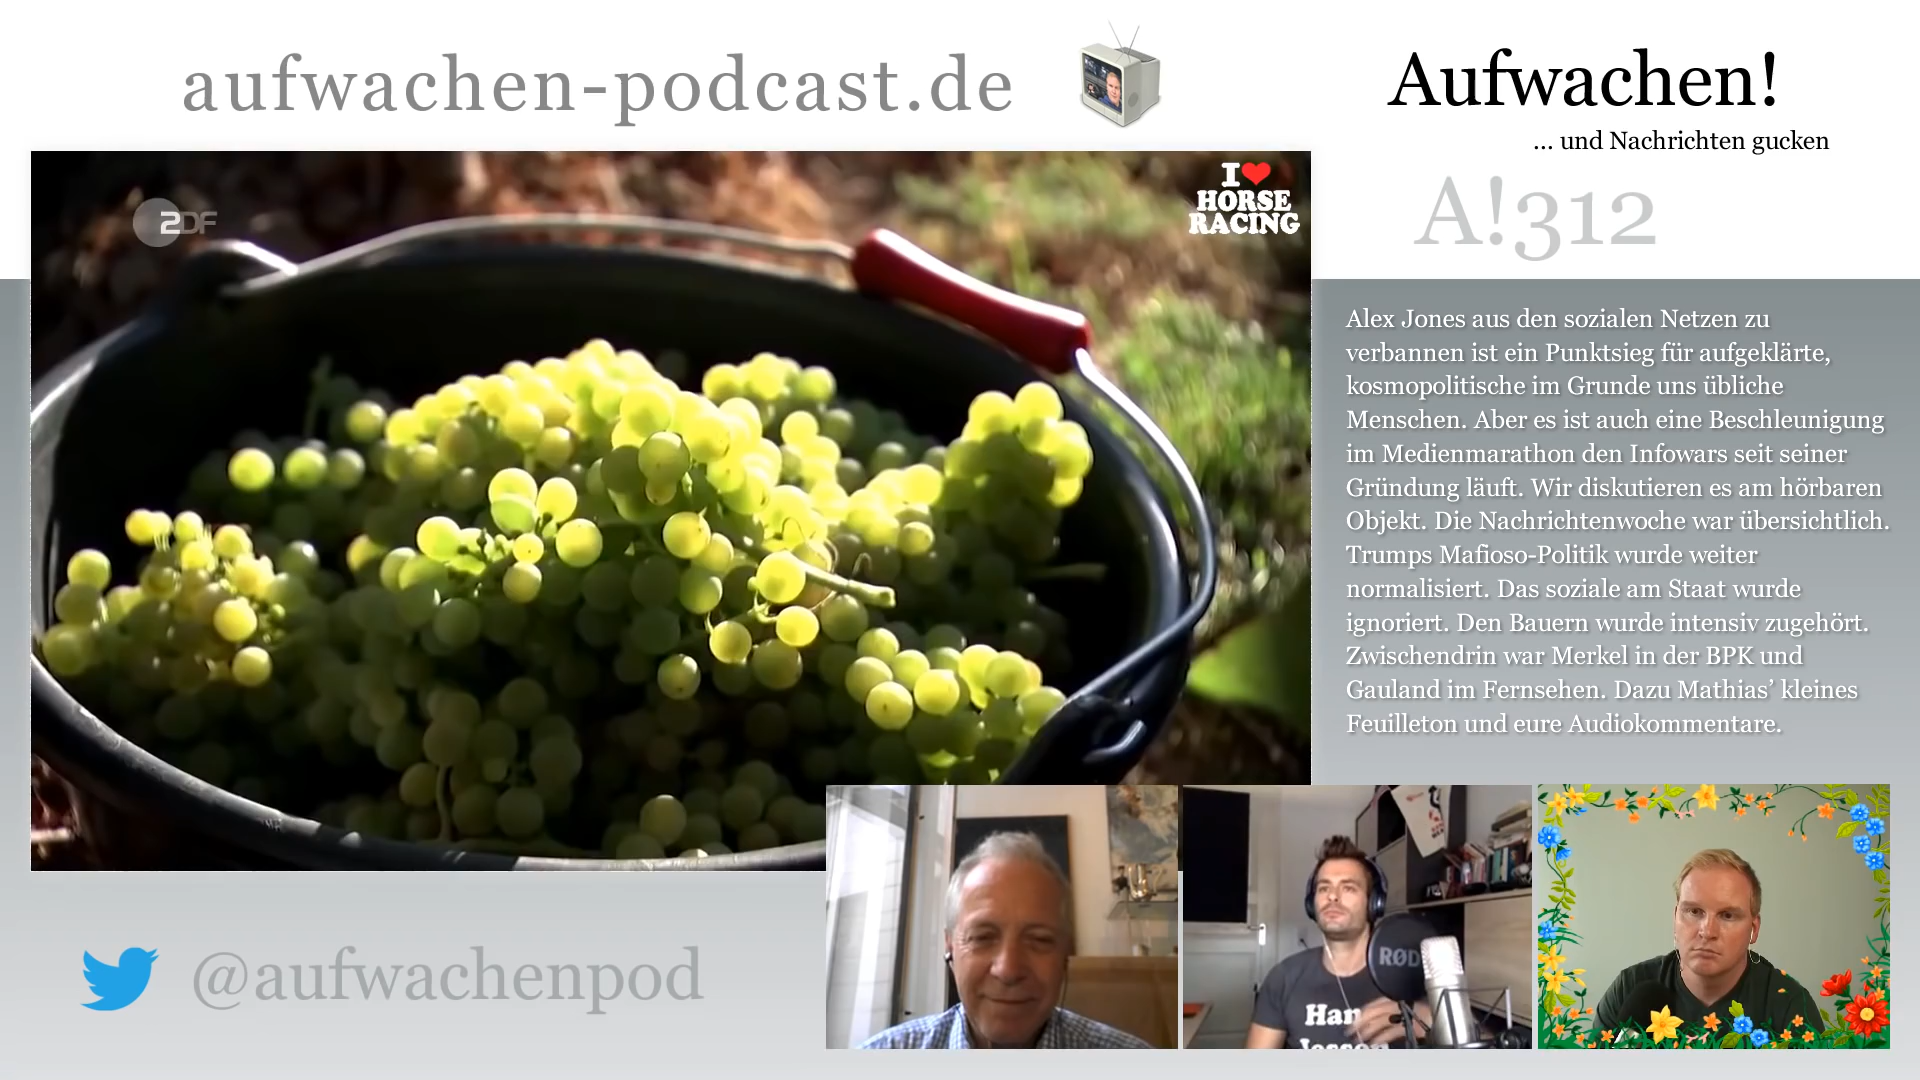 aufwachen-podcast.de
Aufwachen!
... und Nachrichten gucken
A!312
ZDF
I
HORSE
RACING
Alex Jones aus den sozialen Netzen zu
verbannen ist ein Punktsieg für aufgeklärte,
kosmopolitische im Grunde uns übliche
Menschen. Aber es ist auch eine Beschleunigung
im Medienmarathon den Infowars seit seiner
Gründung läuft. Wir diskutieren es am hörbaren
Objekt. Die Nachrichtenwoche war übersichtlich.
Trumps Mafioso-Politik wurde weiter
normalisiert. Das soziale am Staat wurde
ignoriert. Den Bauern wurde intensiv zugehört.
Zwischendrin war Merkel in der BPK und
Gauland im Fernsehen. Dazu Mathias’ kleines
Feuilleton und eure Audiokommentare.
@aufwachenpod
RØD
Han